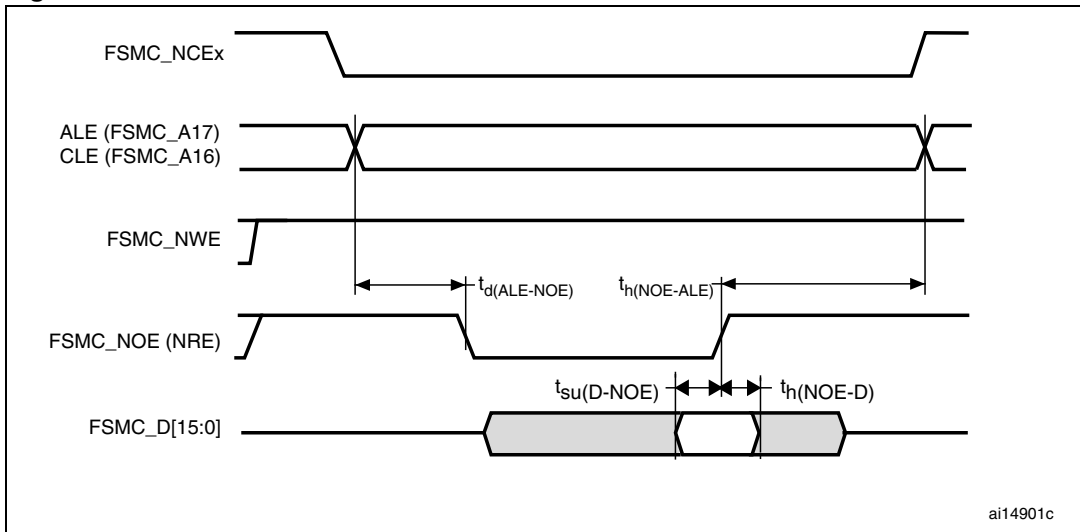 FSMC_NCEx
ALE (FSMC_A17)
CLE (FSMC_A16)
FSMC_NWE
td(ALE-NOE)
th(NOE-ALE)
FSMC_NOE (NRE)
tsu(D-NOE)
th(NOE-D)
FSMC_D[15:0]
ai14901c